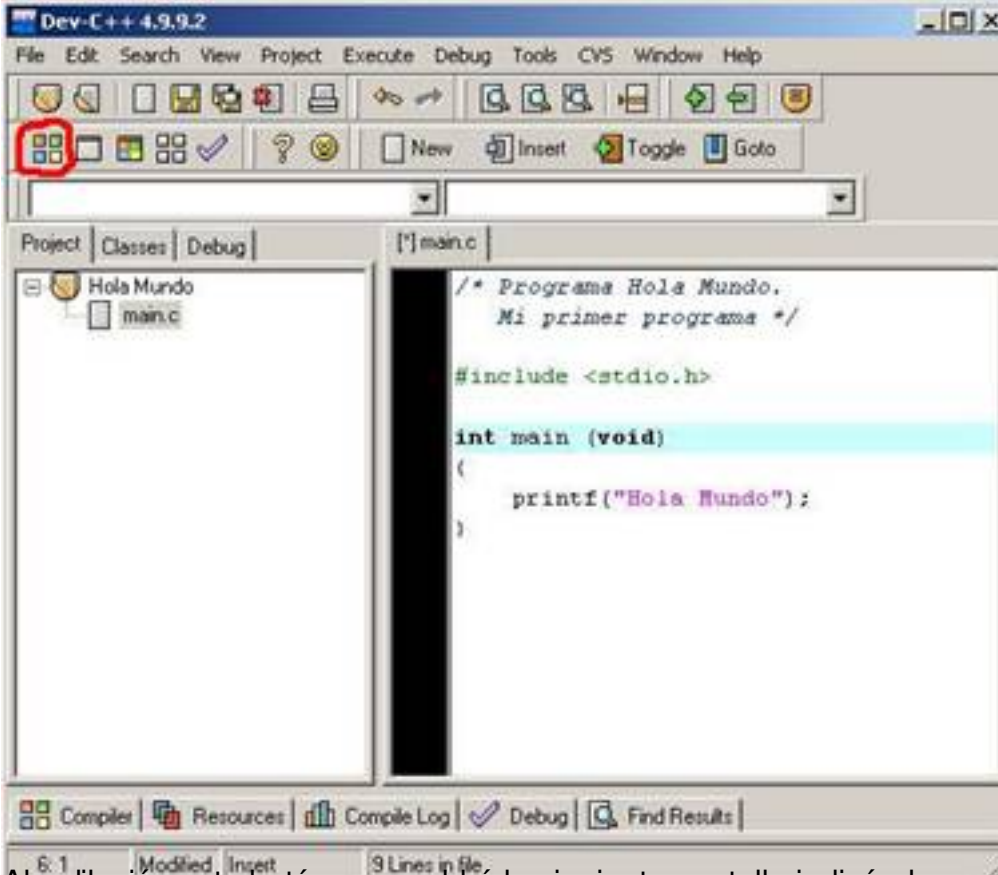 Dev-C++ 4.9.9.2
File Edit Search View Project Execute Debug Tools CVS Window Help
New Insert Toggle Goto
Project Classes Debug
[*] main.c
Hola Mundo
main.c
/* Programa Hola Mundo.
Mi primer programa */
#include <stdio.h>
int main (void)
{
printf("Hola Mundo");
}
Compiler Resources Compile Log Debug Find Results
6: 1 Modified Insert 9 Lines in file